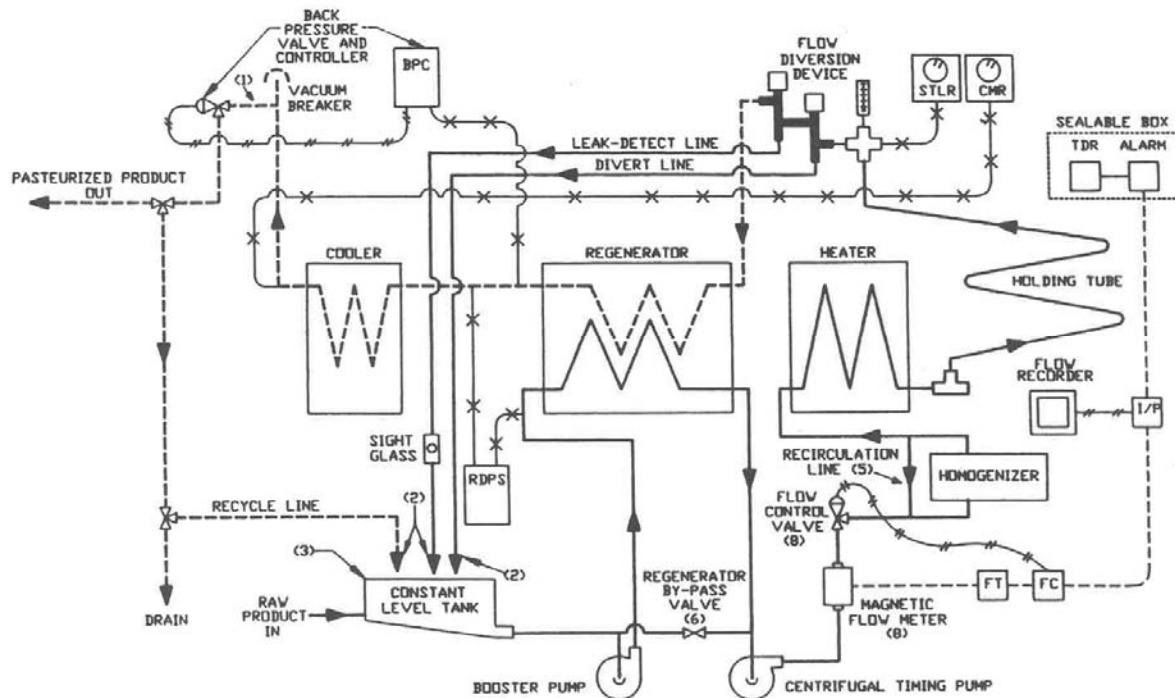 BACK
PRESSURE
VALVE AND
CONTROLLER
(1)
VACUUM
BREAKER
BPC
FLOW
DIVERSION
DEVICE
STLR
CMR
SEALABLE BOX
TDR
ALARM
LEAK-DETECT LINE
DIVERT LINE
PASTEURIZED PRODUCT
OUT
COOLER
REGENERATOR
HEATER
HOLDING TUBE
FLOW
RECORDER
I/P
SIGHT
GLASS
RDPS
RECIRCULATION
LINE (5)
HOMOGENIZER
FLOW
CONTROL
VALVE
(8)
RECYCLE LINE
(2)
(3)
(2)
CONSTANT
LEVEL TANK
REGENERATOR
BY-PASS
VALVE
(6)
FT
FC
MAGNETIC
FLOW METER
(8)
DRAIN
RAW
PRODUCT
IN
BOOSTER PUMP
CENTRIFUGAL TIMING PUMP